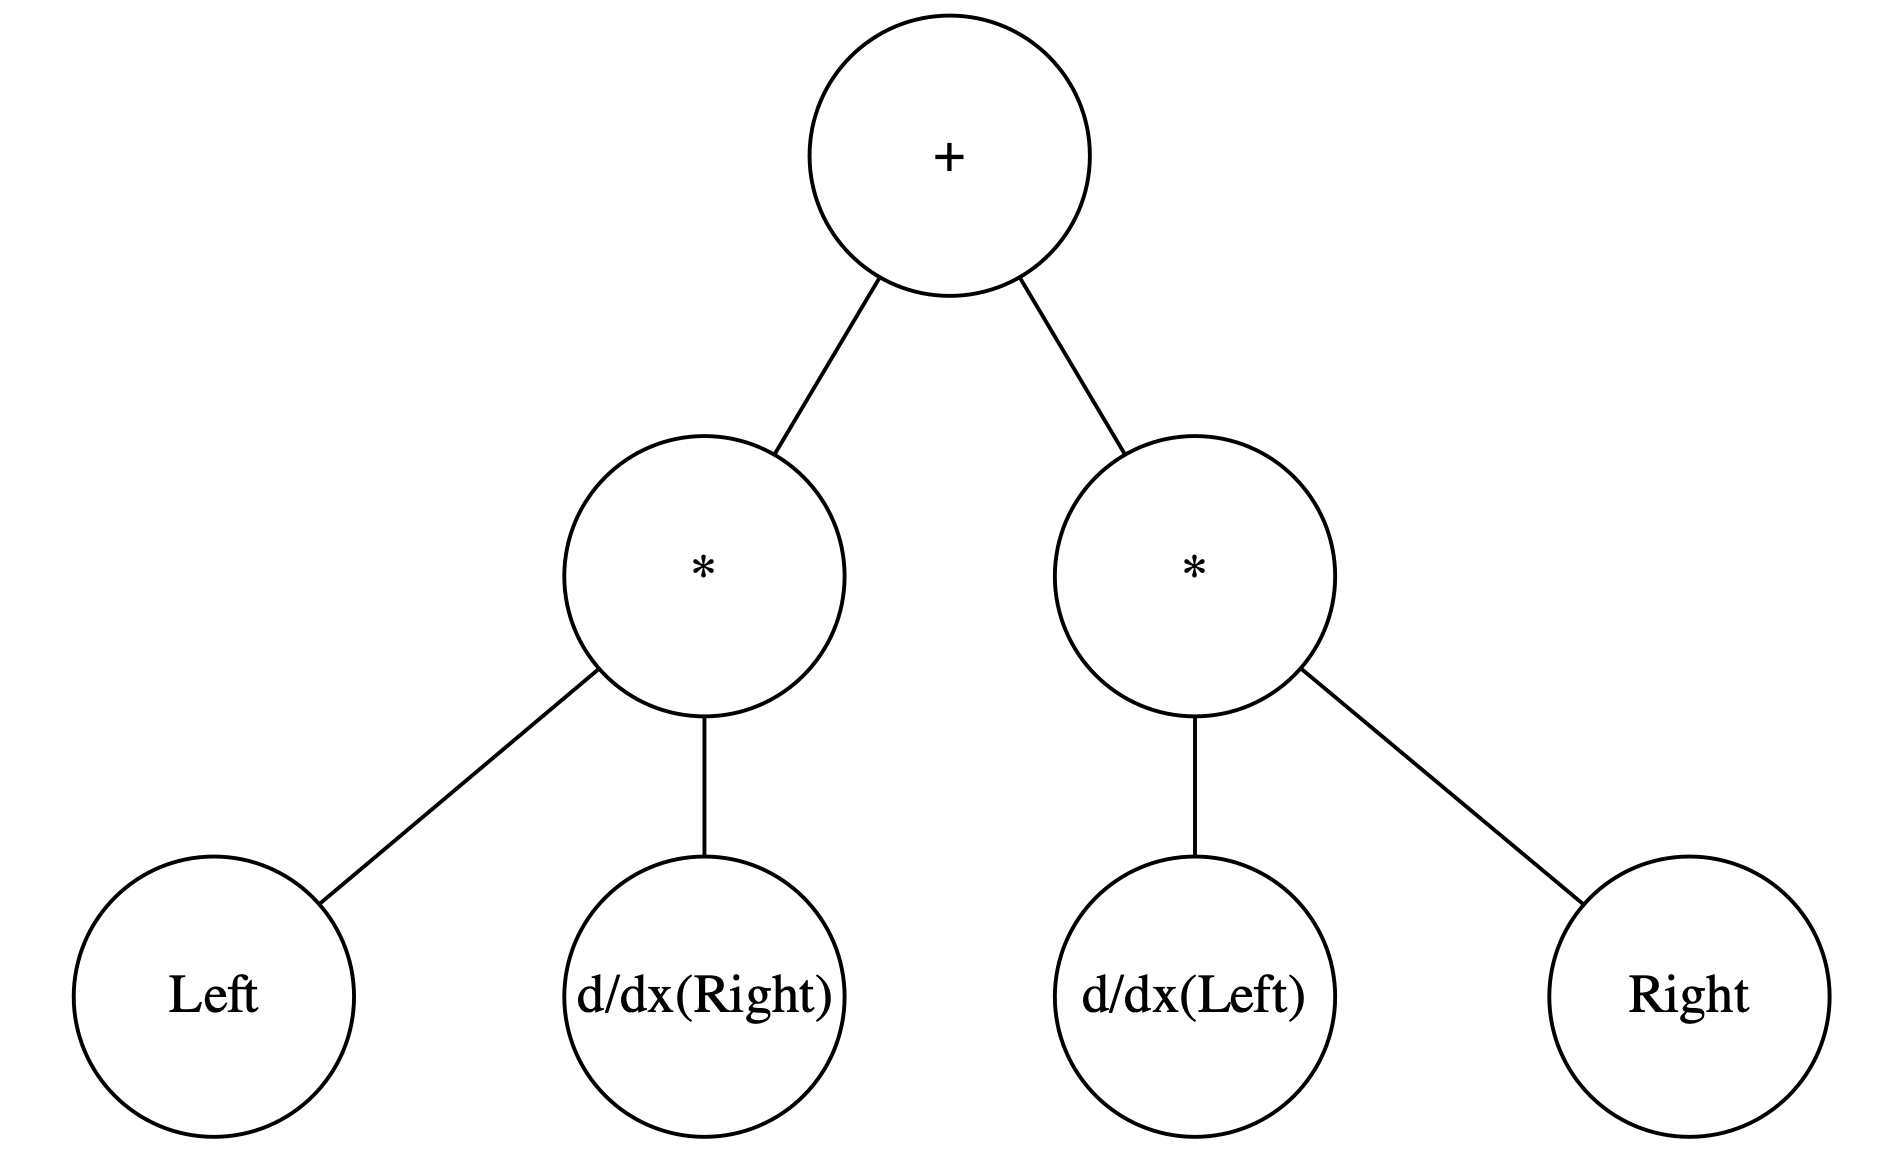 +
*
*
Left
d/dx(Right)
d/dx(Left)
Right